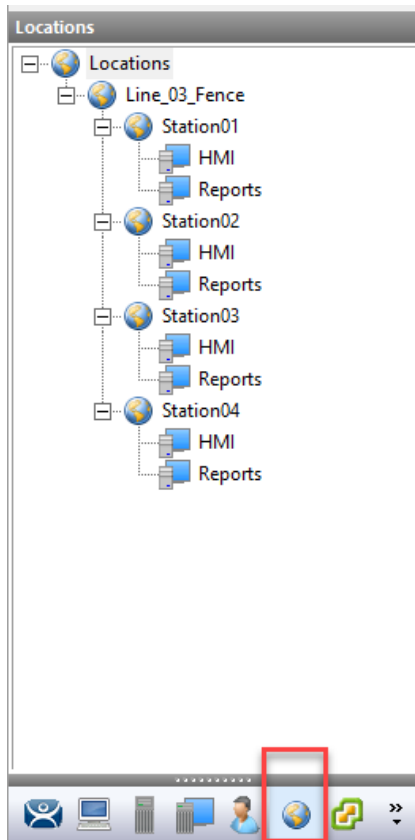 Locations
Locations
Line_03_Fence
Station01
HMI
Reports
Station02
HMI
Reports
Station03
HMI
Reports
Station04
HMI
Reports